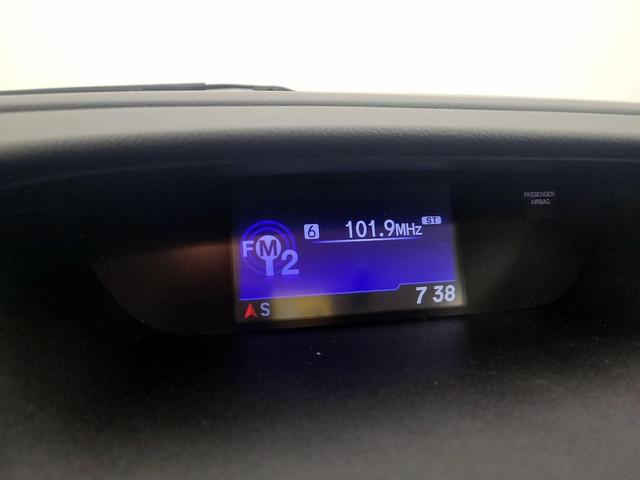 PASSENGER
AIRBAG
6 101.9MHz ST
FM2
S 7 38